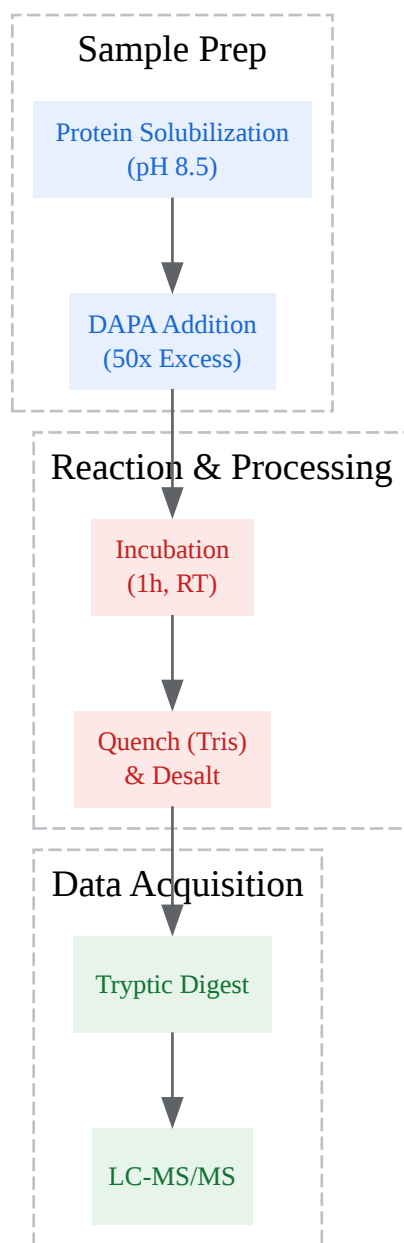 Sample Prep
Protein Solubilization
(pH 8.5)
DAPA Addition
(50x Excess)
Reaction & Processing
Incubation
(1h, RT)
Quench (Tris)
& Desalt
Data Acquisition
Tryptic Digest
LC-MS/MS